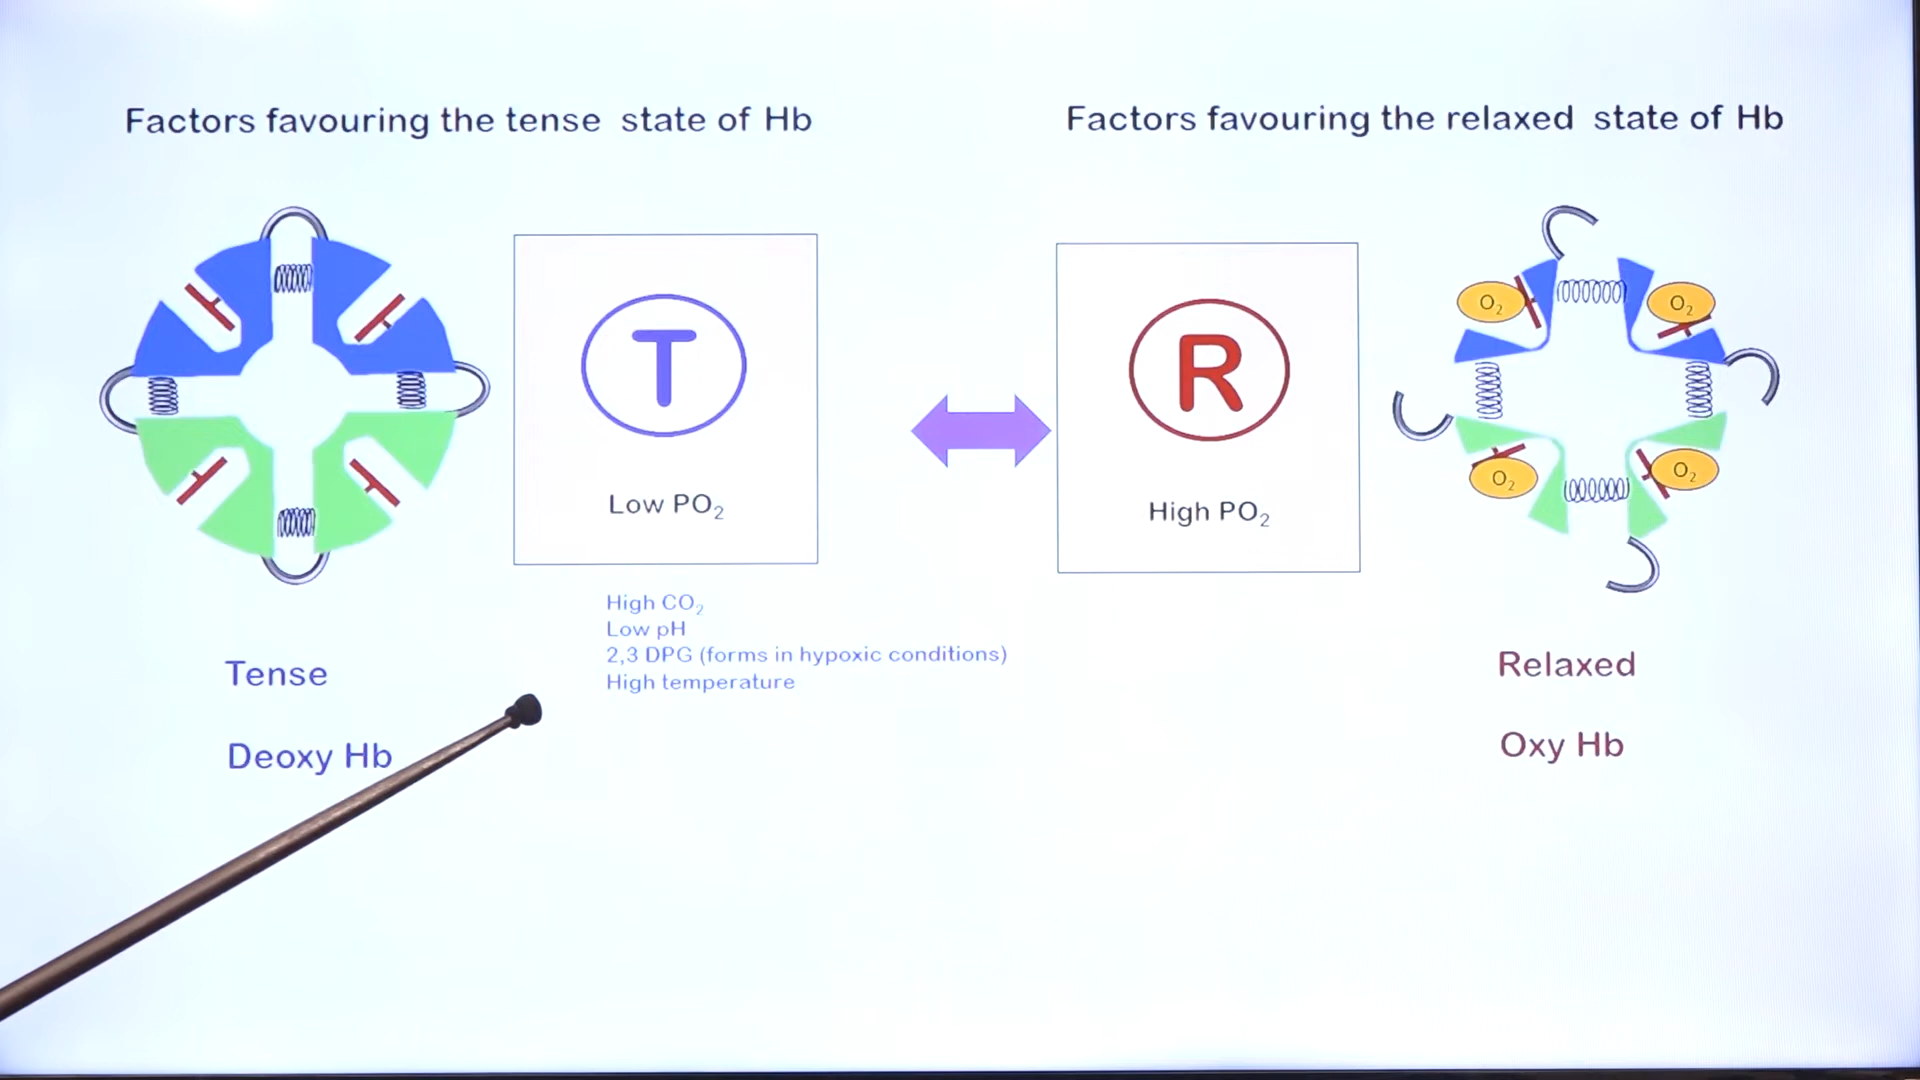 Factors favouring the tense state of Hb
T
Low PO₂
High CO₂
Low pH
2,3 DPG (forms in hypoxic conditions)
High temperature
Tense
Deoxy Hb
Factors favouring the relaxed state of Hb
R
High PO₂
O₂
O₂
O₂
O₂
Relaxed
Oxy Hb